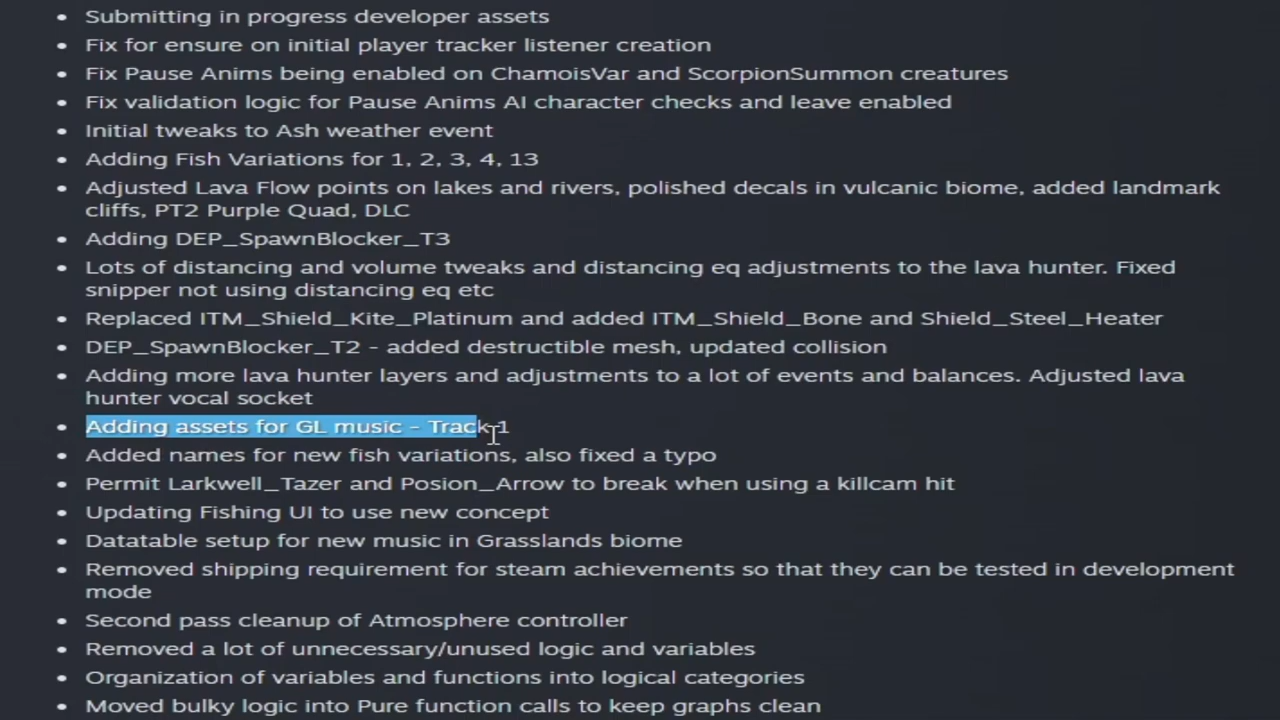 Submitting in progress developer assets
Fix for ensure on initial player tracker listener creation
Fix Pause Anims being enabled on ChamoisVar and ScorpionSummon creatures
Fix validation logic for Pause Anims AI character checks and leave enabled
Initial tweaks to Ash weather event
Adding Fish Variations for 1, 2, 3, 4, 13
Adjusted Lava Flow points on lakes and rivers, polished decals in vulcanic biome, added landmark
cliffs, PT2 Purple Quad, DLC
Adding DEP_SpawnBlocker_T3
Lots of distancing and volume tweaks and distancing eq adjustments to the lava hunter. Fixed
snipper not using distancing eq etc
Replaced ITM_Shield_Kite_Platinum and added ITM_Shield_Bone and Shield_Steel_Heater
DEP_SpawnBlocker_T2 - added destructible mesh, updated collision
Adding more lava hunter layers and adjustments to a lot of events and balances. Adjusted lava
hunter vocal socket
Adding assets for GL music - Track 1
Added names for new fish variations, also fixed a typo
Permit Larkwell_Tazer and Posion_Arrow to break when using a killcam hit
Updating Fishing UI to use new concept
Datatable setup for new music in Grasslands biome
Removed shipping requirement for steam achievements so that they can be tested in development
mode
Second pass cleanup of Atmosphere controller
Removed a lot of unnecessary/unused logic and variables
Organization of variables and functions into logical categories
Moved bulky logic into Pure function calls to keep graphs clean